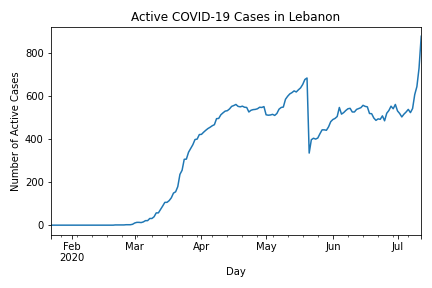 Active COVID-19 Cases in Lebanon
Number of Active Cases
800
600
400
200
0
Feb Mar Apr May Jun Jul
2020
Day